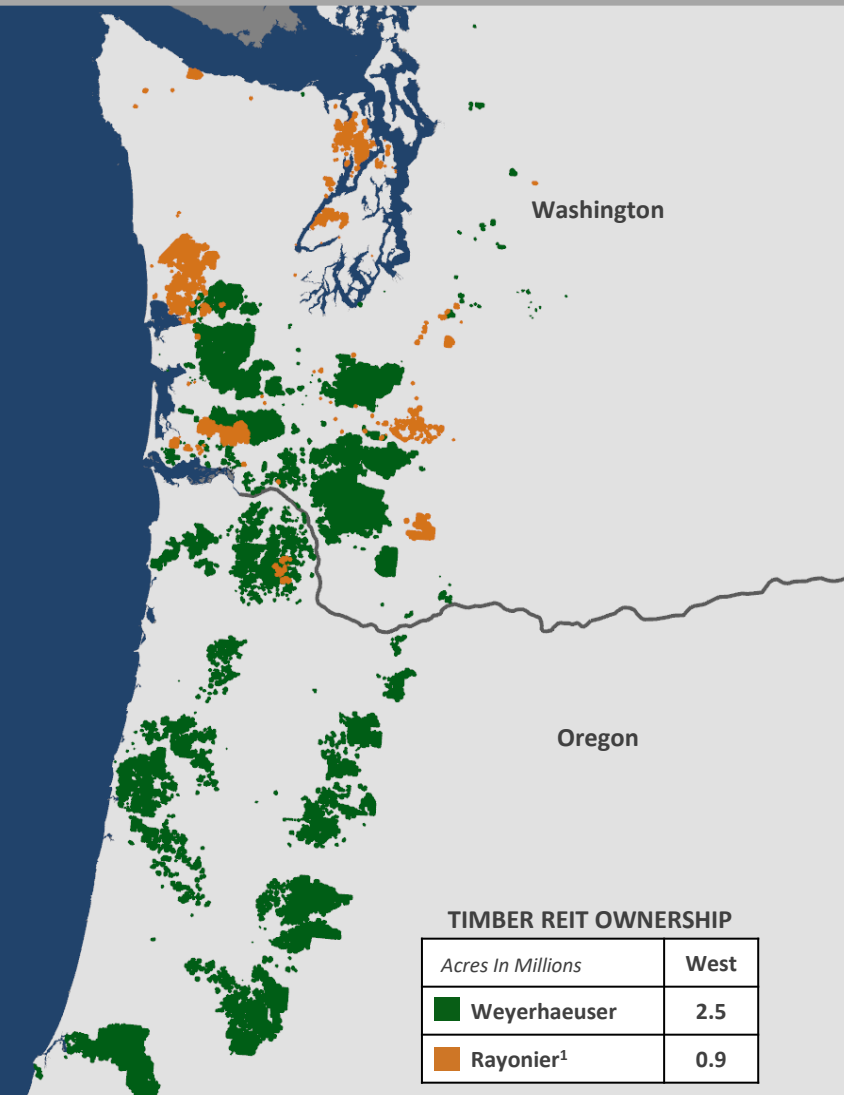 Washington
Oregon
TIMBER REIT OWNERSHIP
Acres In Millions West
Weyerhaeuser 2.5
Rayonier¹ 0.9